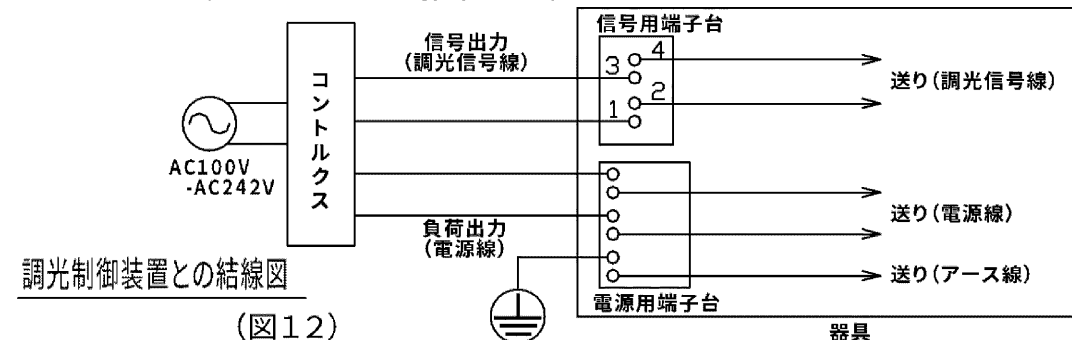 信号用端子台
信号出力
(調光信号線)
4
3
2
1
送り(調光信号線)
コントルクス
AC100V
-AC242V
送り(電源線)
負荷出力
(電源線)
送り(アース線)
調光制御装置との結線図
電源用端子台
(図12)
器具